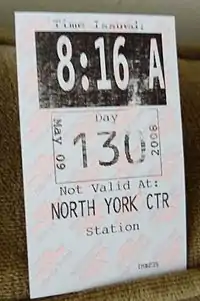 Time Issued;
8:16 A
Day
May 09
130
2008
Not Valid At:
NORTH YORK CTR
Station